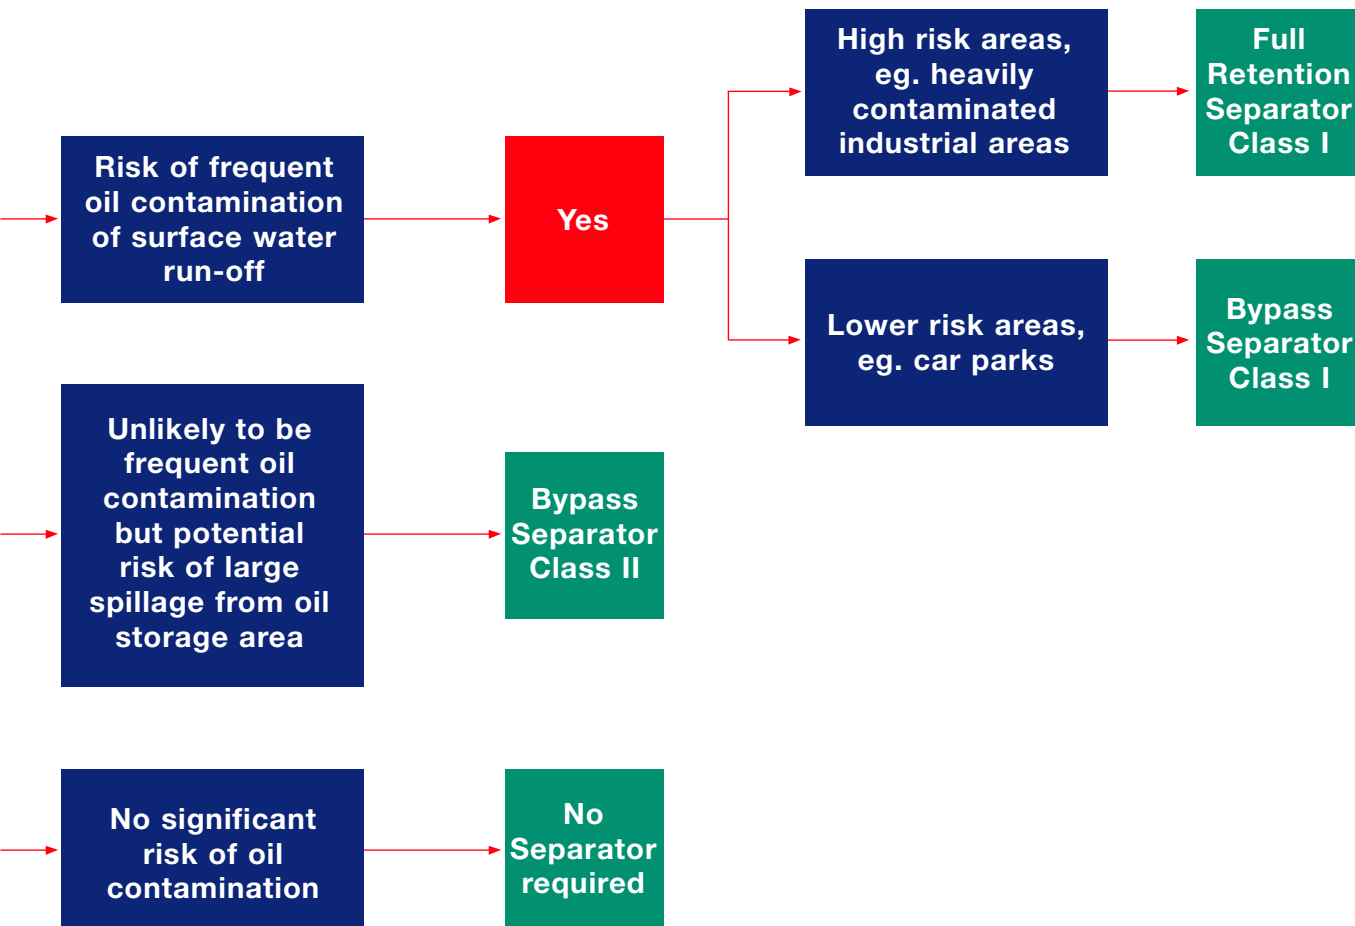 High risk areas,
eg. heavily
contaminated
industrial areas
Full
Retention
Separator
Class I
Risk of frequent
oil contamination
of surface water
run-off
Yes
Lower risk areas,
eg. car parks
Bypass
Separator
Class I
Unlikely to be
frequent oil
contamination
but potential
risk of large
spillage from oil
storage area
Bypass
Separator
Class II
No significant
risk of oil
contamination
No
Separator
required